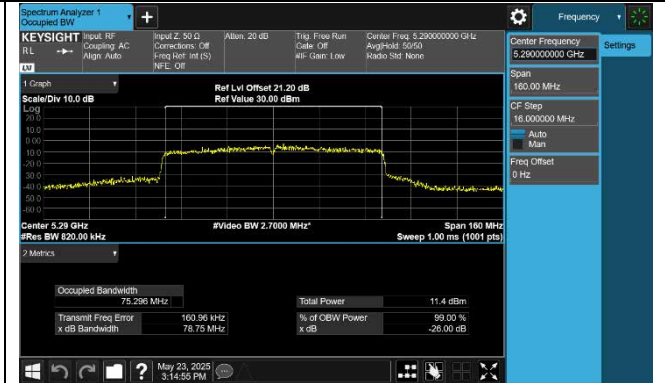 Spectrum Analyzer 1
Occupied BW
Frequency
KEYSIGHT
RL
LXI
Input: RF
Coupling: AC
Align: Auto
Input Z: 50 Ω
Corrections: Off
Freq Ref: Int (S)
NFE: Off
Atten: 20 dB
Trig: Free Run
Gate: Off
#IF Gain: Low
Center Freq: 5.290000000 GHz
Avg|Hold: 50/50
Radio Std: None
Center Frequency
5.290000000 GHz
Settings
Span
160.00 MHz
CF Step
16.000000 MHz
Auto
Man
Freq Offset
0 Hz
1 Graph
Scale/Div 10.0 dB
Ref Lvl Offset 21.20 dB
Ref Value 30.00 dBm
Log
20.0
10.0
0.00
-10.0
-20.0
-30.0
-40.0
-50.0
-60.0
Center 5.29 GHz
#Video BW 2.7000 MHz*
Span 160 MHz
#Res BW 820.00 kHz
Sweep 1.00 ms (1001 pts)
2 Metrics
Occupied Bandwidth
75.296 MHz
Total Power
11.4 dBm
Transmit Freq Error
160.96 kHz
% of OBW Power
99.00 %
x dB Bandwidth
78.75 MHz
x dB
-26.00 dB
?
May 23, 2025
3:14:55 PM